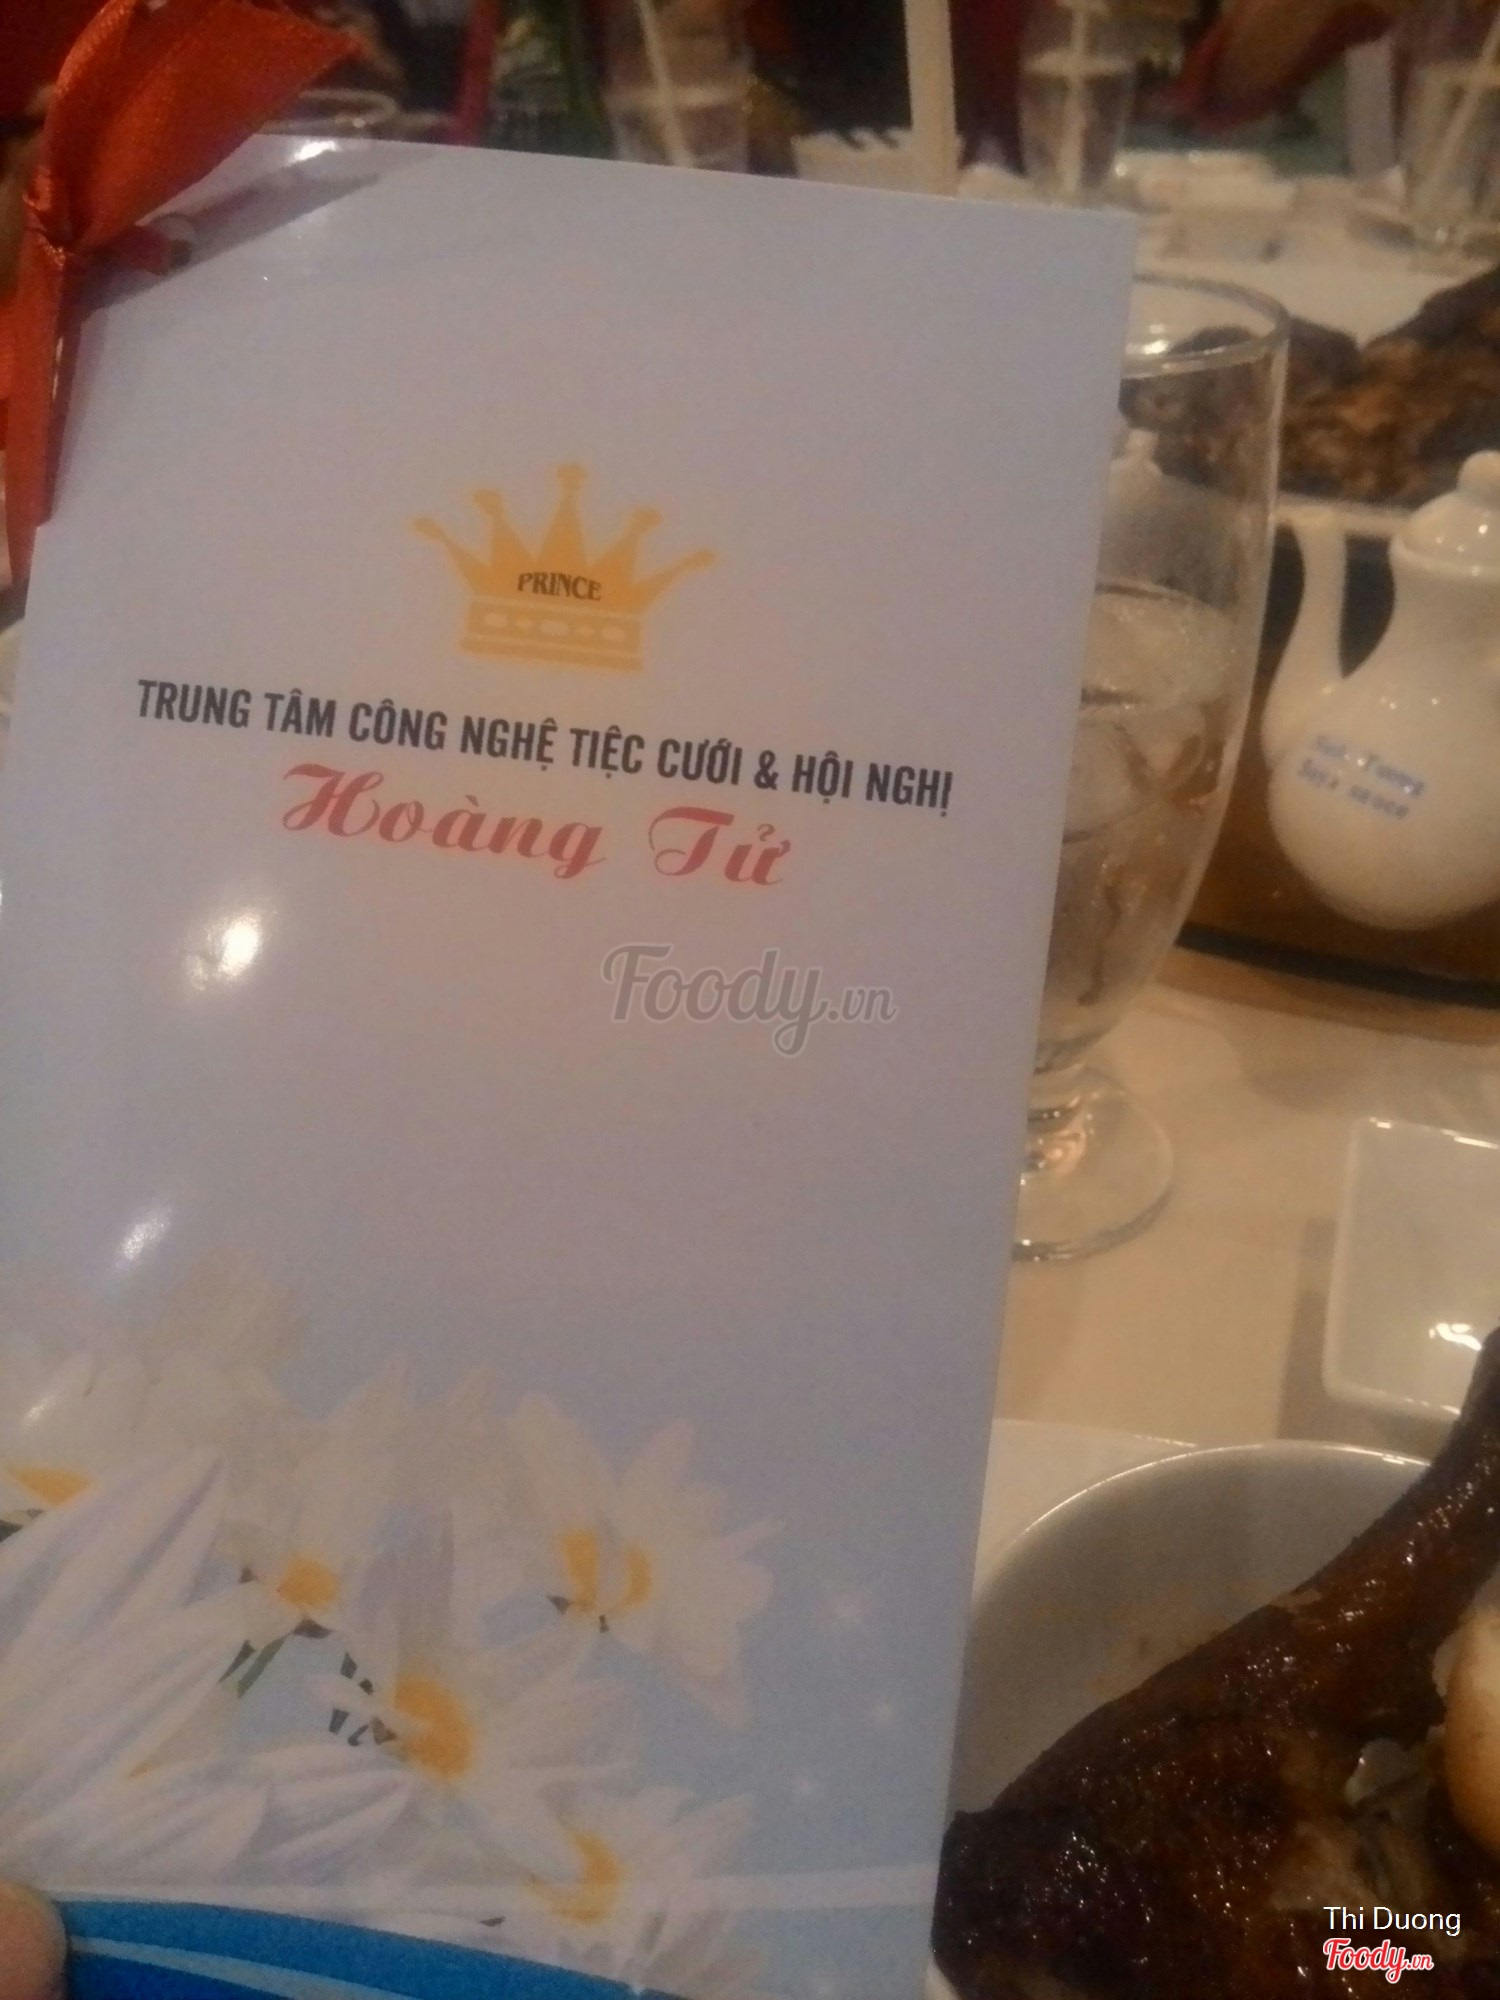 PRINCE
TRUNG TÂM CÔNG NGHỆ TIỆC CƯỚI & HỘI NGHỊ
Hoàng Tử
Foody.vn
Thi Duong
Foody.vn